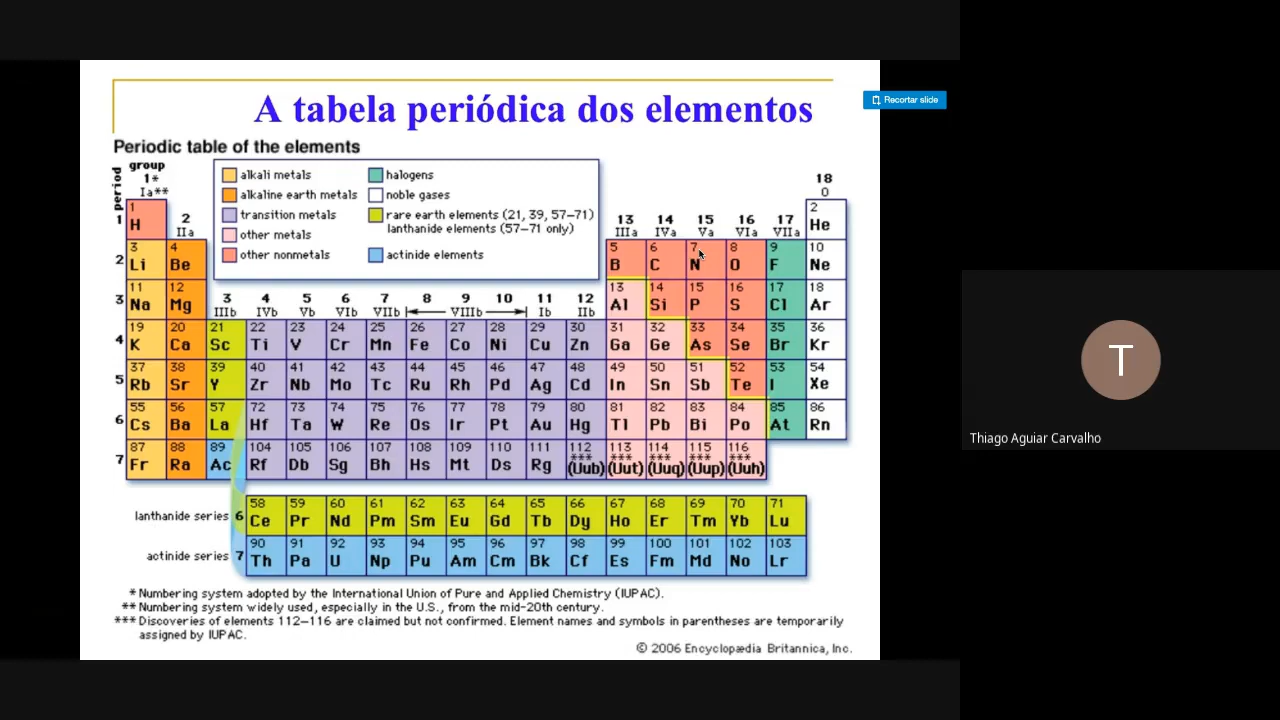 Recortar slide
A tabela periódica dos elementos
Periodic table of the elements
period
group
1*
Ia**
alkali metals
alkaline earth metals
transition metals
other metals
other nonmetals
halogens
noble gases
rare earth elements (21, 39, 57–71)
lanthanide elements (57–71 only)
actinide elements
18
0
1
1 H
2
IIa
13 14 15 16 17
IIIa IVa Va VIa VIIa
2 He
2
3 Li 4 Be 5 B 6 C 7 N 8 O 9 F 10 Ne
3
11 Na 12 Mg
3 4 5 6 7 8 9 10 11 12
IIIb IVb Vb VIb VIIb VIIIb Ib IIb
13 Al 14 Si 15 P 16 S 17 Cl 18 Ar
4
19 K 20 Ca 21 Sc 22 Ti 23 V 24 Cr 25 Mn 26 Fe 27 Co 28 Ni 29 Cu 30 Zn 31 Ga 32 Ge 33 As 34 Se 35 Br 36 Kr
5
37 Rb 38 Sr 39 Y 40 Zr 41 Nb 42 Mo 43 Tc 44 Ru 45 Rh 46 Pd 47 Ag 48 Cd 49 In 50 Sn 51 Sb 52 Te 53 I 54 Xe
6
55 Cs 56 Ba 57 La 72 Hf 73 Ta 74 W 75 Re 76 Os 77 Ir 78 Pt 79 Au 80 Hg 81 Tl 82 Pb 83 Bi 84 Po 85 At 86 Rn
7
87 Fr 88 Ra 89 Ac 104 Rf 105 Db 106 Sg 107 Bh 108 Hs 109 Mt 110 Ds 111 Rg 112 *** (Uub) 113 *** (Uut) 114 *** (Uuq) 115 *** (Uup) 116 *** (Uuh)
lanthanide series 6
58 Ce 59 Pr 60 Nd 61 Pm 62 Sm 63 Eu 64 Gd 65 Tb 66 Dy 67 Ho 68 Er 69 Tm 70 Yb 71 Lu
actinide series 7
90 Th 91 Pa 92 U 93 Np 94 Pu 95 Am 96 Cm 97 Bk 98 Cf 99 Es 100 Fm 101 Md 102 No 103 Lr
* Numbering system adopted by the International Union of Pure and Applied Chemistry (IUPAC).
** Numbering system widely used, especially in the U.S., from the mid-20th century.
*** Discoveries of elements 112–116 are claimed but not confirmed. Element names and symbols in parentheses are temporarily
assigned by IUPAC.
© 2006 Encyclopædia Britannica, Inc.
T
Thiago Aguiar Carvalho